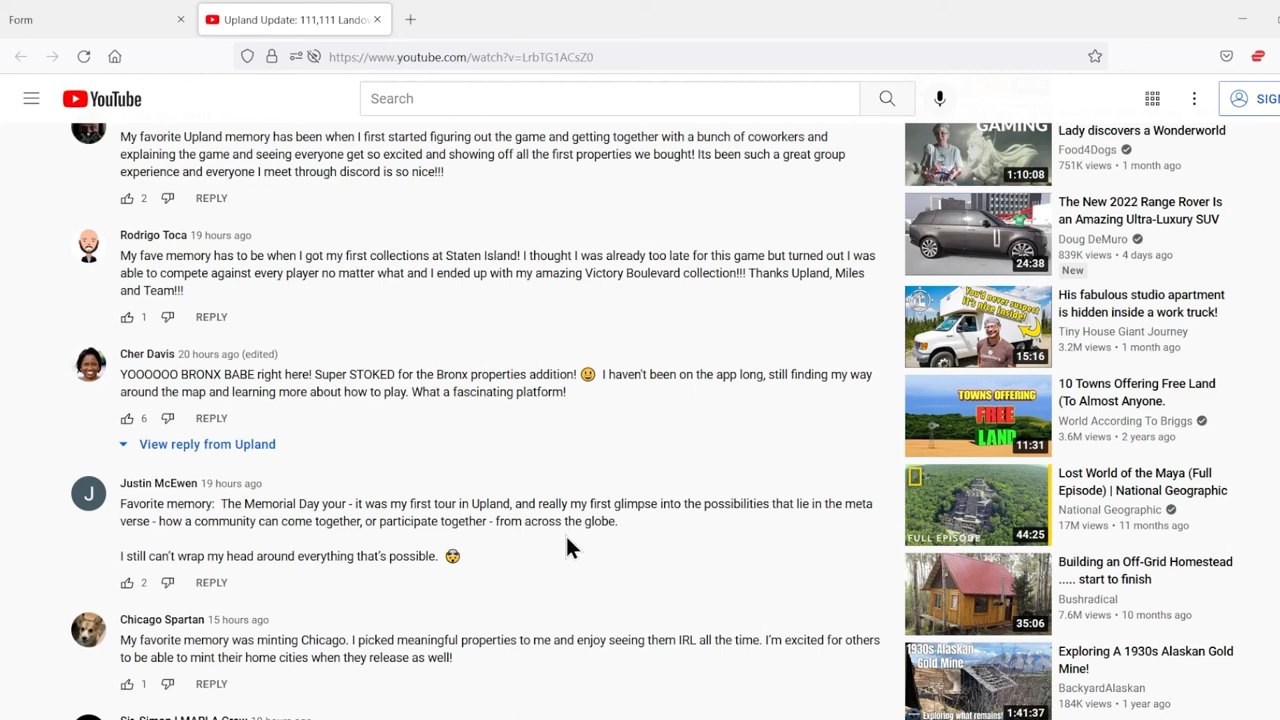 Form
Upland Update: 111,111 Landov
https://www.youtube.com/watch?v=LrbTG1ACsZ0
YouTube
Search
SIGN
My favorite Upland memory has been when I first started figuring out the game and getting together with a bunch of coworkers and
explaining the game and seeing everyone get so excited and showing off all the first properties we bought! Its been such a great group
experience and everyone I meet through discord is so nice!!!
2 REPLY
Rodrigo Toca 19 hours ago
My fave memory has to be when I got my first collections at Staten Island! I thought I was already too late for this game but turned out I was
able to compete against every player no matter what and I ended up with my amazing Victory Boulevard collection!!! Thanks Upland, Miles
and Team!!!
1 REPLY
Cher Davis 20 hours ago (edited)
YOOOOOO BRONX BABE right here! Super STOKED for the Bronx properties addition! I haven't been on the app long, still finding my way
around the map and learning more about how to play. What a fascinating platform!
6 REPLY
View reply from Upland
J
Justin McEwen 19 hours ago
Favorite memory: The Memorial Day your - it was my first tour in Upland, and really my first glimpse into the possibilities that lie in the meta
verse - how a community can come together, or participate together - from across the globe.
I still can't wrap my head around everything that's possible.
2 REPLY
Chicago Spartan 15 hours ago
My favorite memory was minting Chicago. I picked meaningful properties to me and enjoy seeing them IRL all the time. I'm excited for others
to be able to mint their home cities when they release as well!
1 REPLY
GAMING
1:10:08
Lady discovers a Wonderworld
Food4Dogs
751K views • 1 month ago
24:38
The New 2022 Range Rover Is
an Amazing Ultra-Luxury SUV
Doug DeMuro
839K views • 4 days ago
New
You'd never suspect
it's nice inside!
15:16
His fabulous studio apartment
is hidden inside a work truck!
Tiny House Giant Journey
3.2M views • 1 month ago
TOWNS OFFERING
FREE
LAND
11:31
10 Towns Offering Free Land
(To Almost Anyone.
World According To Briggs
3.6M views • 2 years ago
FULL EPISODE
44:25
Lost World of the Maya (Full
Episode) | National Geographic
National Geographic
17M views • 11 months ago
35:06
Building an Off-Grid Homestead
..... start to finish
Bushradical
7.6M views • 10 months ago
1930s Alaskan
Gold Mine
Exploring what remains!
1:41:37
Exploring A 1930s Alaskan Gold
Mine!
BackyardAlaskan
184K views • 1 year ago